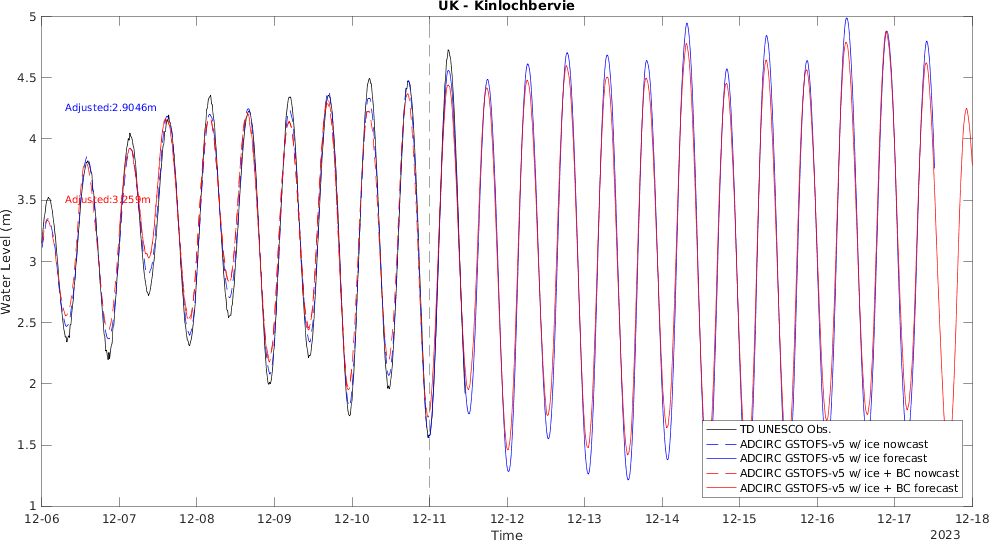 UK - Kinlochbervie
5
4.5
4
3.5
3
2.5
2
1.5
1
Water Level (m)
Adjusted:2.9046m
Adjusted:3.259m
TD UNESCO Obs.
ADCIRC GSTOFS-v5 w/ ice nowcast
ADCIRC GSTOFS-v5 w/ ice forecast
ADCIRC GSTOFS-v5 w/ ice + BC nowcast
ADCIRC GSTOFS-v5 w/ ice + BC forecast
12-06 12-07 12-08 12-09 12-10 12-11 12-12 12-13 12-14 12-15 12-16 12-17 12-18
Time
2023